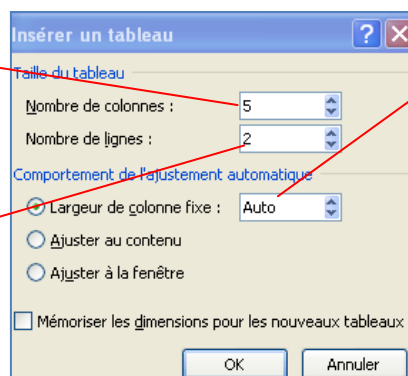 Insérer un tableau
Taille du tableau
Nombre de colonnes : 5
Nombre de lignes : 2
Comportement de l'ajustement automatique
Largeur de colonne fixe : Auto
Ajuster au contenu
Ajuster à la fenêtre
Mémoriser les dimensions pour les nouveaux tableaux
OK Annuler